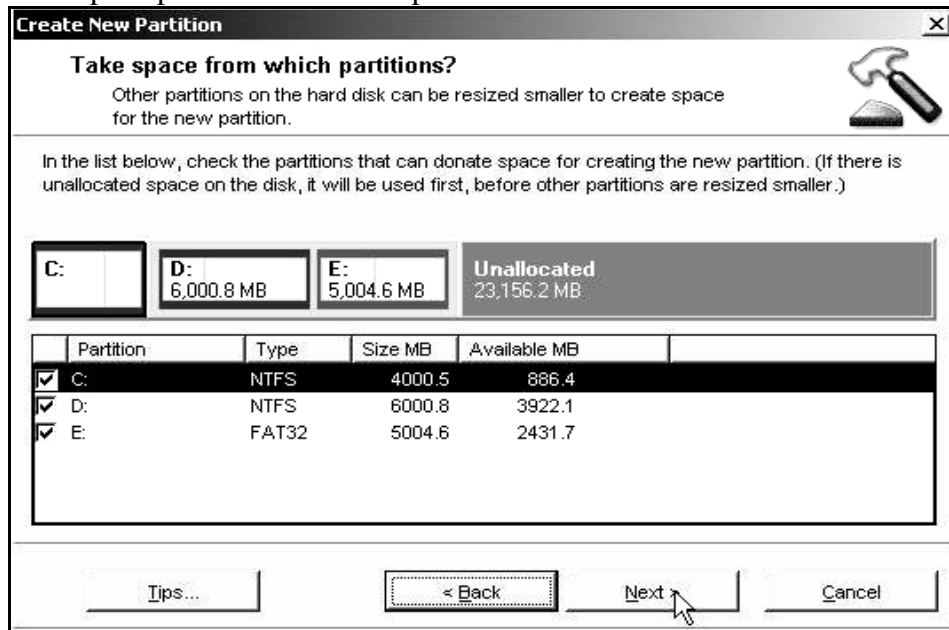 Create New Partition
Take space from which partitions?
Other partitions on the hard disk can be resized smaller to create space
for the new partition.
In the list below, check the partitions that can donate space for creating the new partition. (If there is
unallocated space on the disk, it will be used first, before other partitions are resized smaller.)
C: D: E: Unallocated
6,000.8 MB 5,004.6 MB 23,156.2 MB
Partition Type Size MB Available MB
C: NTFS 4000.5 886.4
D: NTFS 6000.8 3922.1
E: FAT32 5004.6 2431.7
Tips... < Back Next > Cancel